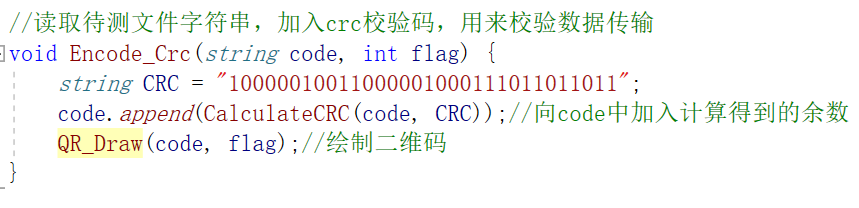 //读取待测文件字符串，加入crc校验码，用来校验数据传输
void Encode_Crc(string code, int flag) {
string CRC = "100000100110000010001110110110111";
code.append(CalculateCRC(code, CRC));//向code中加入计算得到的余数
QR_Draw(code, flag);//绘制二维码
}